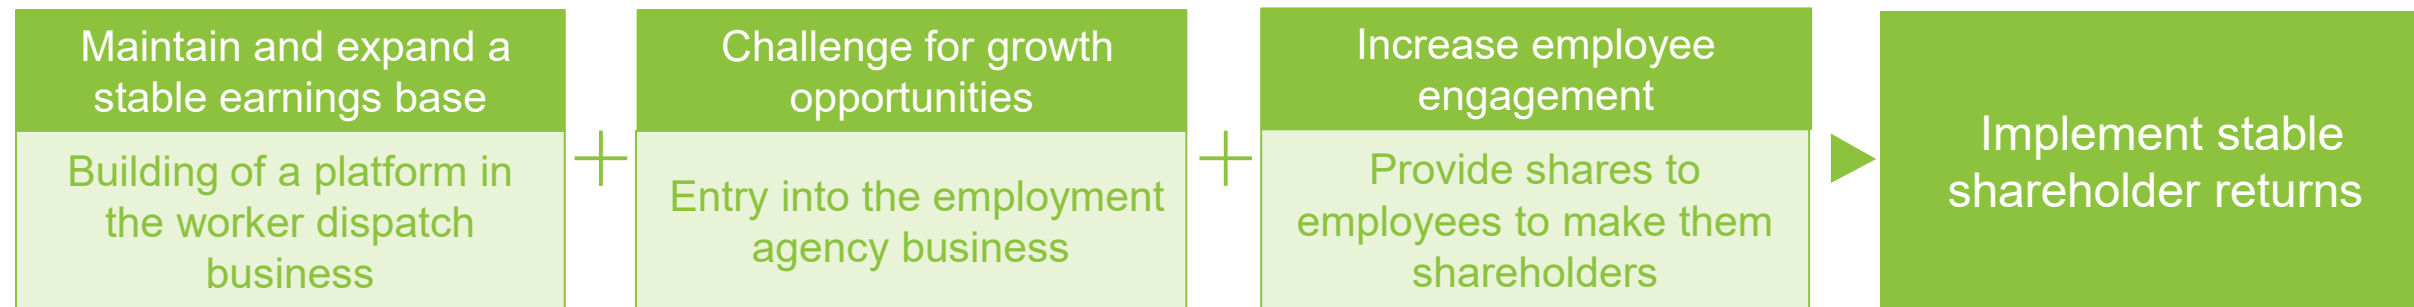 Maintain and expand a
stable earnings base
Building of a platform in
the worker dispatch
business
+
Challenge for growth
opportunities
Entry into the employment
agency business
+
Increase employee
engagement
Provide shares to
employees to make them
shareholders
Implement stable
shareholder returns